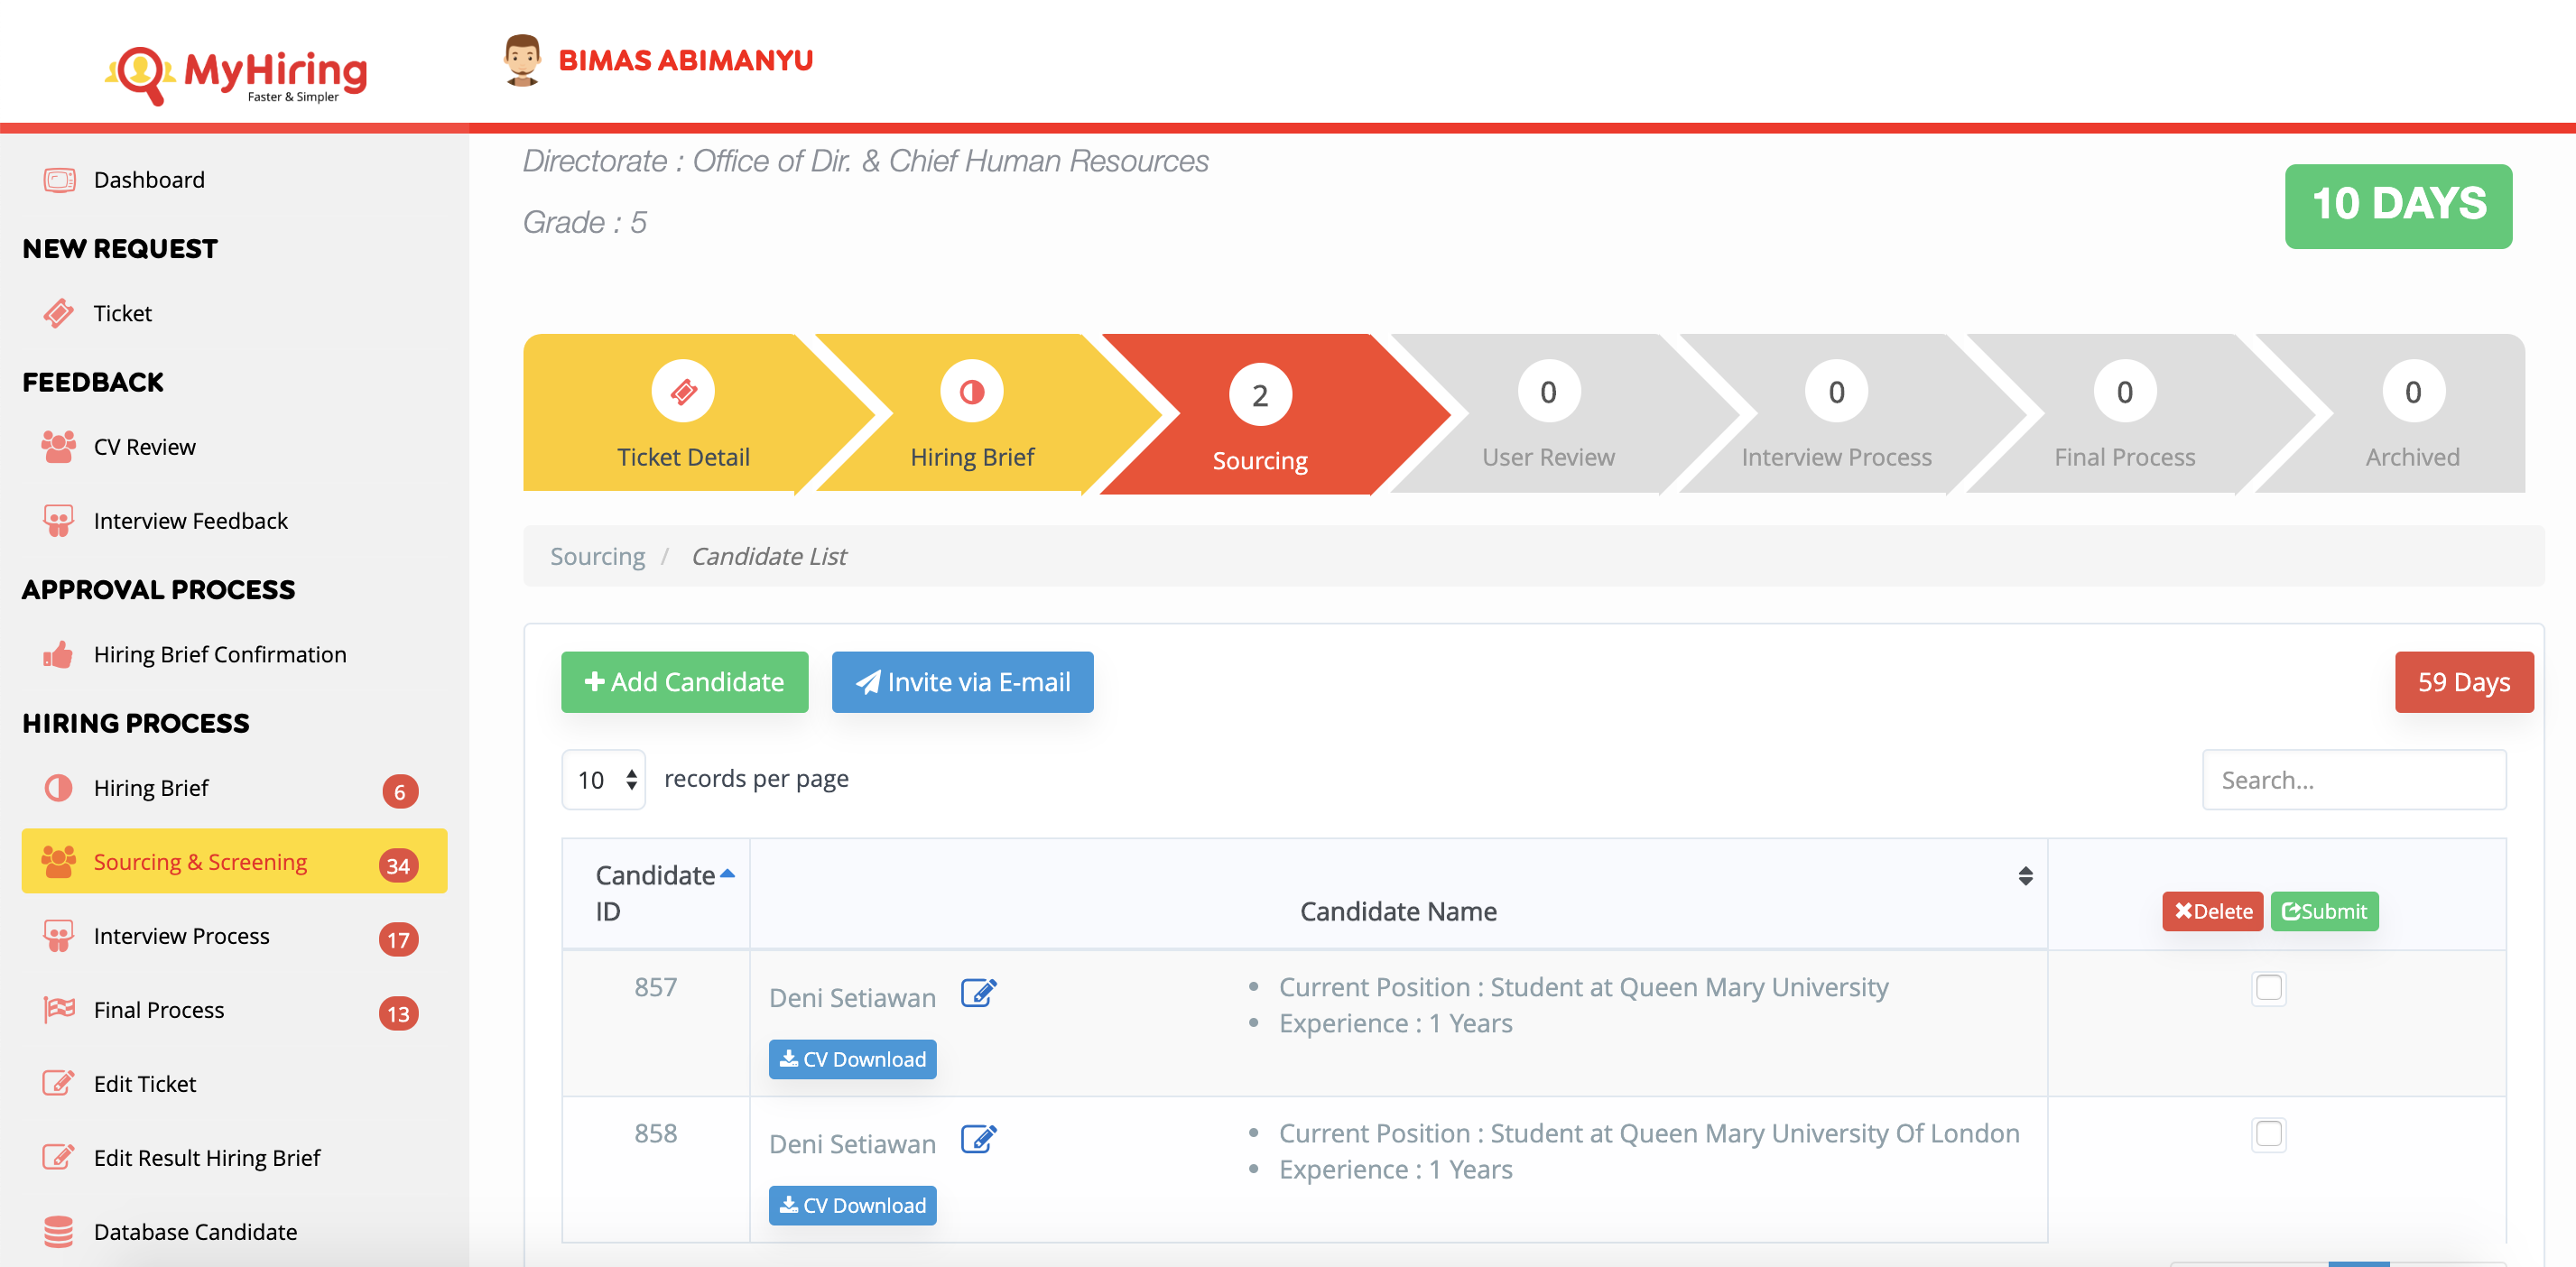 MyHiring
Faster & Simpler
BIMAS ABIMANYU
Dashboard
NEW REQUEST
Ticket
FEEDBACK
CV Review
Interview Feedback
APPROVAL PROCESS
Hiring Brief Confirmation
HIRING PROCESS
Hiring Brief 6
Sourcing & Screening 34
Interview Process 17
Final Process 13
Edit Ticket
Edit Result Hiring Brief
Database Candidate
Directorate : Office of Dir. & Chief Human Resources
Grade : 5
10 DAYS
Ticket Detail
Hiring Brief
2
Sourcing
0
User Review
0
Interview Process
0
Final Process
0
Archived
Sourcing / Candidate List
Add Candidate
Invite via E-mail
59 Days
10 records per page
Search...
Candidate
ID
Candidate Name
Delete
Submit
857
Deni Setiawan
CV Download
• Current Position : Student at Queen Mary University
• Experience : 1 Years
858
Deni Setiawan
CV Download
• Current Position : Student at Queen Mary University Of London
• Experience : 1 Years